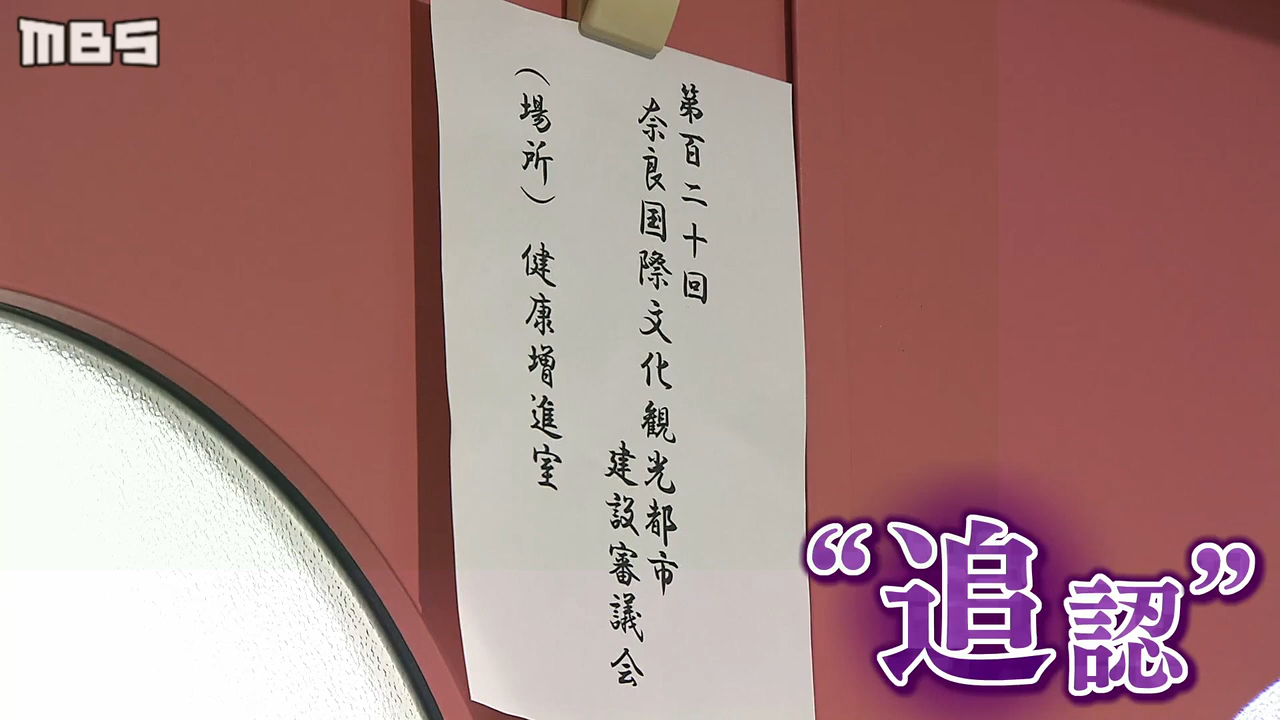 MBS
第百二十回
奈良国際文化観光都市
建設審議会
（場所）健康増進室
“追認”